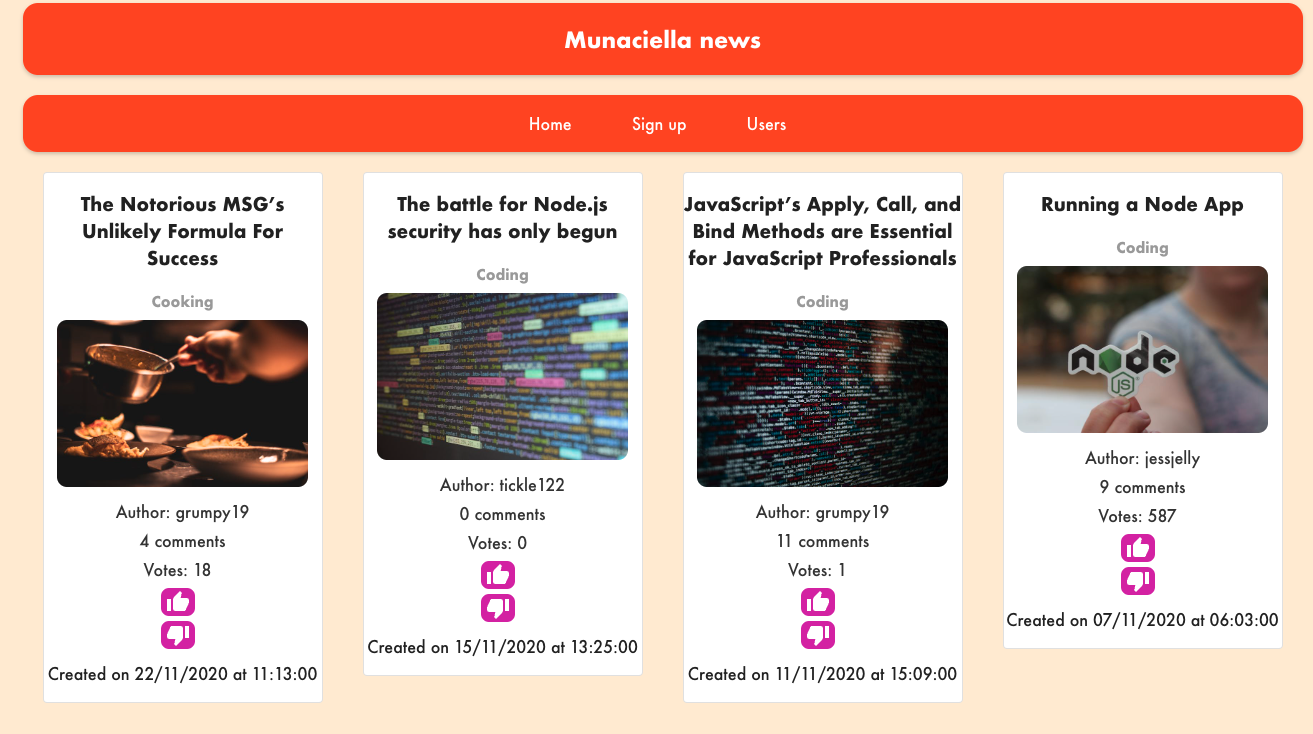 Munaciella news
Home
Sign up
Users
The Notorious MSG’s
Unlikely Formula For
Success
Cooking
Author: grumpy19
4 comments
Votes: 18
Created on 22/11/2020 at 11:13:00
The battle for Node.js
security has only begun
Coding
Author: tickle122
0 comments
Votes: 0
Created on 15/11/2020 at 13:25:00
JavaScript’s Apply, Call, and
Bind Methods are Essential
for JavaScript Professionals
Coding
Author: grumpy19
11 comments
Votes: 1
Created on 11/11/2020 at 15:09:00
Running a Node App
Coding
node
JS
Author: jessjelly
9 comments
Votes: 587
Created on 07/11/2020 at 06:03:00